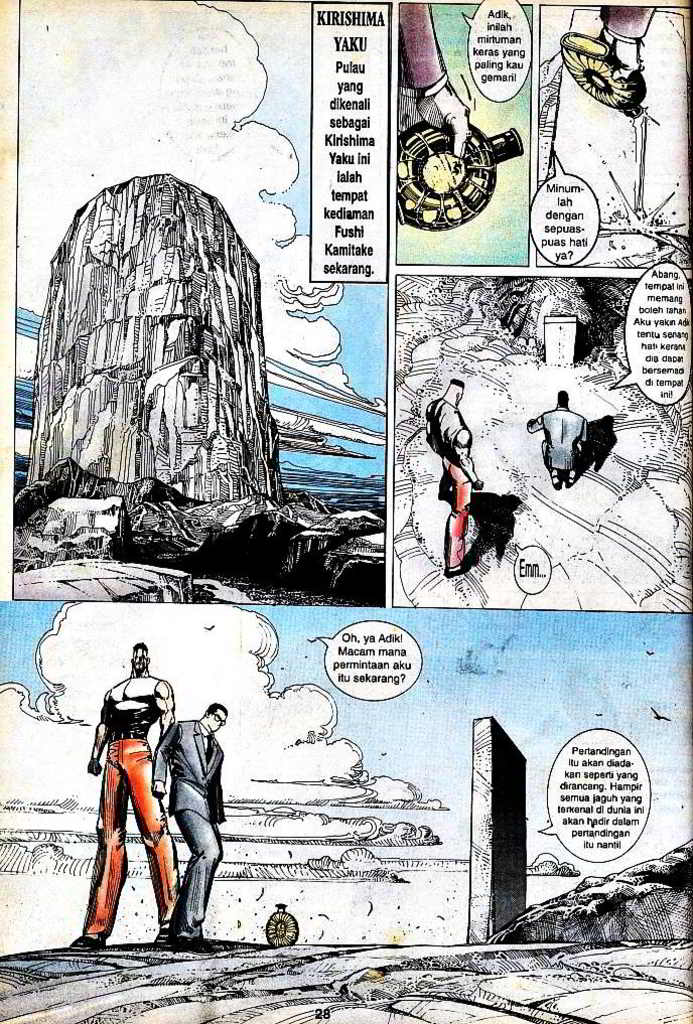 KIRISHIMA
YAKU
Pulau
yang
dikenali
sebagai
Kirishima
Yaku ini
ialah
tempat
kediaman
Fushi
Kamitake
sekarang.
Adik,
inilah
minuman
keras yang
paling kau
gemari!
Minum-
lah
dengan
sepuas-
puas hati
ya?
Abang,
tempat ini
memang
boleh tahan
Aku yakin Adik
tentu senang
hati kerana
dia dapat
bersemadi
di tempat
ini!
Emm...
Oh, ya Adik!
Macam mana
permintaan aku
itu sekarang?
Pertandingan
itu akan diada-
kan seperti yang
dirancang. Hampir
semua jaguh yang
terkenal di dunia ini
akan hadir dalam
pertandingan
itu nanti!
28